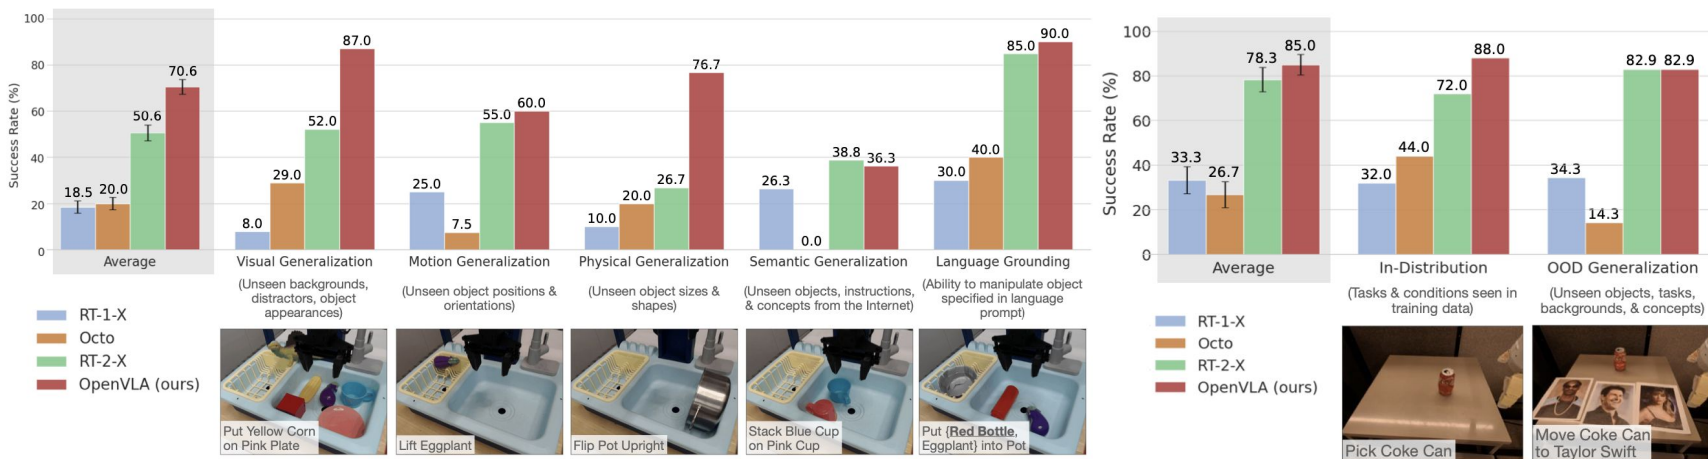 Success Rate (%)
100
80
60
40
20
0
18.5
20.0
50.6
70.6
Average
8.0
29.0
52.0
87.0
Visual Generalization
(Unseen backgrounds,
distractors, object
appearances)
25.0
7.5
55.0
60.0
Motion Generalization
(Unseen object positions &
orientations)
10.0
20.0
26.7
76.7
Physical Generalization
(Unseen object sizes &
shapes)
26.3
0.0
38.8
36.3
Semantic Generalization
(Unseen objects, instructions,
& concepts from the Internet)
30.0
40.0
85.0
90.0
Language Grounding
(Ability to manipulate object
specified in language
prompt)
RT-1-X
Octo
RT-2-X
OpenVLA (ours)
Put Yellow Corn
on Pink Plate
Lift Eggplant
Flip Pot Upright
Stack Blue Cup
on Pink Cup
Put {Red Bottle,
Eggplant} into Pot
Success Rate (%)
100
80
60
40
20
0
33.3
26.7
78.3
85.0
Average
32.0
44.0
72.0
88.0
In-Distribution
(Tasks & conditions seen in
training data)
34.3
14.3
82.9
82.9
OOD Generalization
(Unseen objects, tasks,
backgrounds, & concepts)
RT-1-X
Octo
RT-2-X
OpenVLA (ours)
Pick Coke Can
Move Coke Can
to Taylor Swift